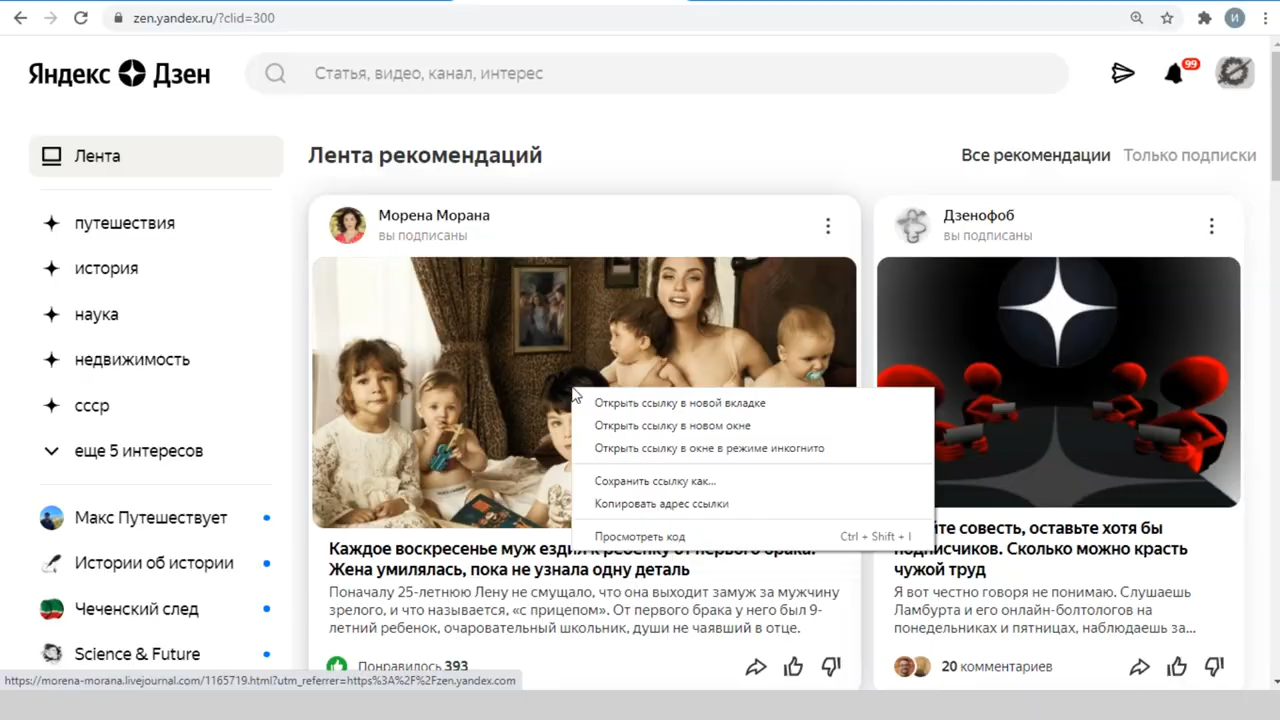 zen.yandex.ru/?clid=300
И
Яндекс Дзен
Статья, видео, канал, интерес
99
Лента
Лента рекомендаций
Все рекомендации
Только подписки
путешествия
история
наука
недвижимость
ссср
еще 5 интересов
Макс Путешествует
Истории об истории
Чеченский след
Science & Future
Морена Морана
вы подписаны
Открыть ссылку в новой вкладке
Открыть ссылку в новом окне
Открыть ссылку в окне в режиме инкогнито
Сохранить ссылку как...
Копировать адрес ссылки
Просмотреть код Ctrl + Shift + I
Каждое воскресенье муж ездил к ребенку от первого брака.
Жена умилялась, пока не узнала одну деталь
Поначалу 25-летнюю Лену не смущало, что она выходит замуж за мужчину
зрелого, и что называется, «с прицепом». От первого брака у него был 9-
летний ребенок, очаровательный школьник, души не чаявший в отце.
Понравилось 393
Дзенофоб
вы подписаны
совесть, оставьте хотя бы
подписчиков. Сколько можно красть
чужой труд
Я вот честно говоря не понимаю. Слушаешь
Ламбурта и его онлайн-болтологов на
понедельниках и пятницах, наблюдаешь за...
20 комментариев
https://morena-morana.livejournal.com/1165719.html?utm_referrer=https%3A%2F%2Fzen.yandex.com